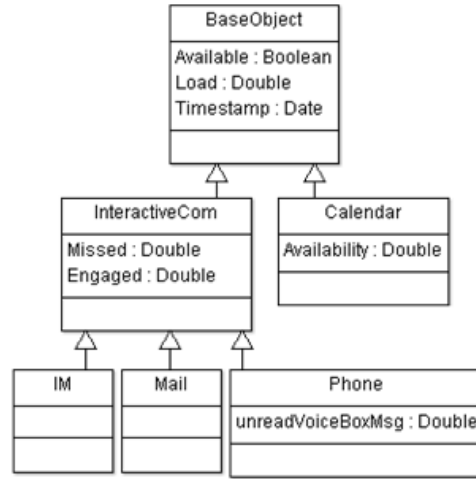 BaseObject
Available : Boolean
Load : Double
Timestamp : Date
InteractiveCom
Missed : Double
Engaged : Double
Calendar
Availability : Double
IM
Mail
Phone
unreadVoiceBoxMsg : Double